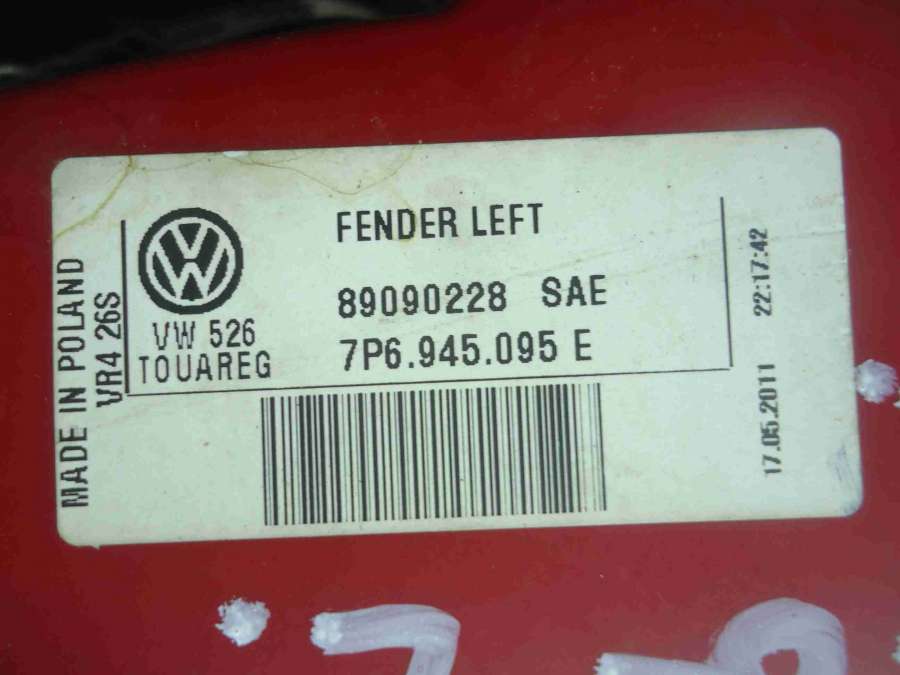 MADE IN POLAND
VR4 26S
VW 526
TOUAREG
FENDER LEFT
89090228 SAE
7P6.945.095 E
17.05.2011 22:17:42